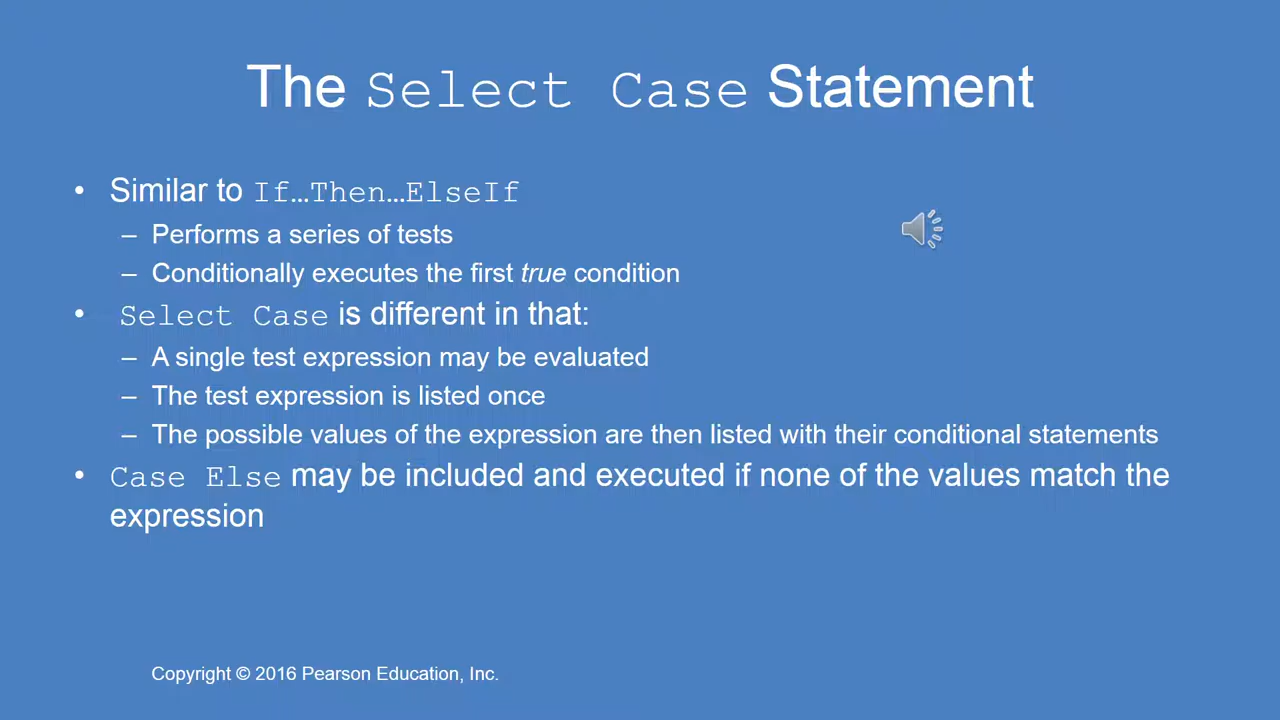 The Select Case Statement
• Similar to If…Then…ElseIf
– Performs a series of tests
– Conditionally executes the first true condition
• Select Case is different in that:
– A single test expression may be evaluated
– The test expression is listed once
– The possible values of the expression are then listed with their conditional statements
• Case Else may be included and executed if none of the values match the
expression
Copyright © 2016 Pearson Education, Inc.